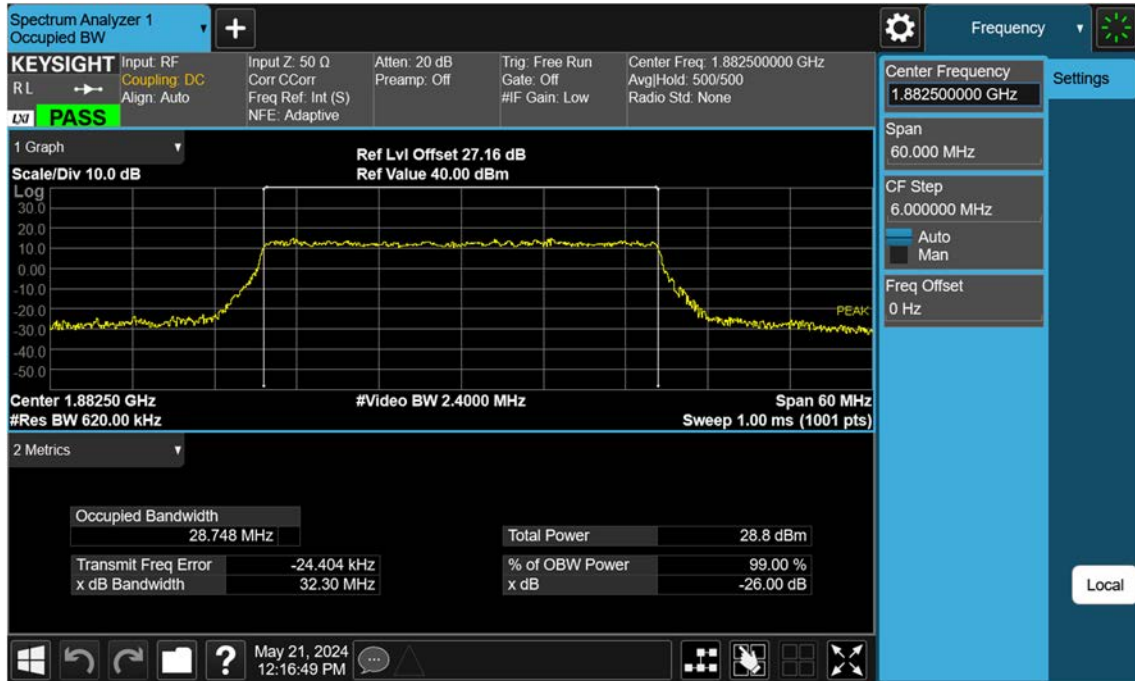 Spectrum Analyzer 1
Occupied BW
+
Frequency
KEYSIGHT
R L
LXI PASS
Input: RF
Coupling: DC
Align: Auto
Input Z: 50 Ω
Corr CCorr
Freq Ref: Int (S)
NFE: Adaptive
Atten: 20 dB
Preamp: Off
Trig: Free Run
Gate: Off
#IF Gain: Low
Center Freq: 1.882500000 GHz
Avg|Hold: 500/500
Radio Std: None
Center Frequency
1.882500000 GHz
Settings
Span
60.000 MHz
CF Step
6.000000 MHz
Auto
Man
Freq Offset
0 Hz
Local
1 Graph
Scale/Div 10.0 dB
Ref Lvl Offset 27.16 dB
Ref Value 40.00 dBm
Log
30.0
20.0
10.0
0.00
-10.0
-20.0
-30.0
-40.0
-50.0
PEAK
Center 1.88250 GHz
#Video BW 2.4000 MHz
Span 60 MHz
#Res BW 620.00 kHz
Sweep 1.00 ms (1001 pts)
2 Metrics
Occupied Bandwidth
28.748 MHz
Total Power 28.8 dBm
Transmit Freq Error -24.404 kHz
% of OBW Power 99.00 %
x dB Bandwidth 32.30 MHz
x dB -26.00 dB
?
May 21, 2024
12:16:49 PM